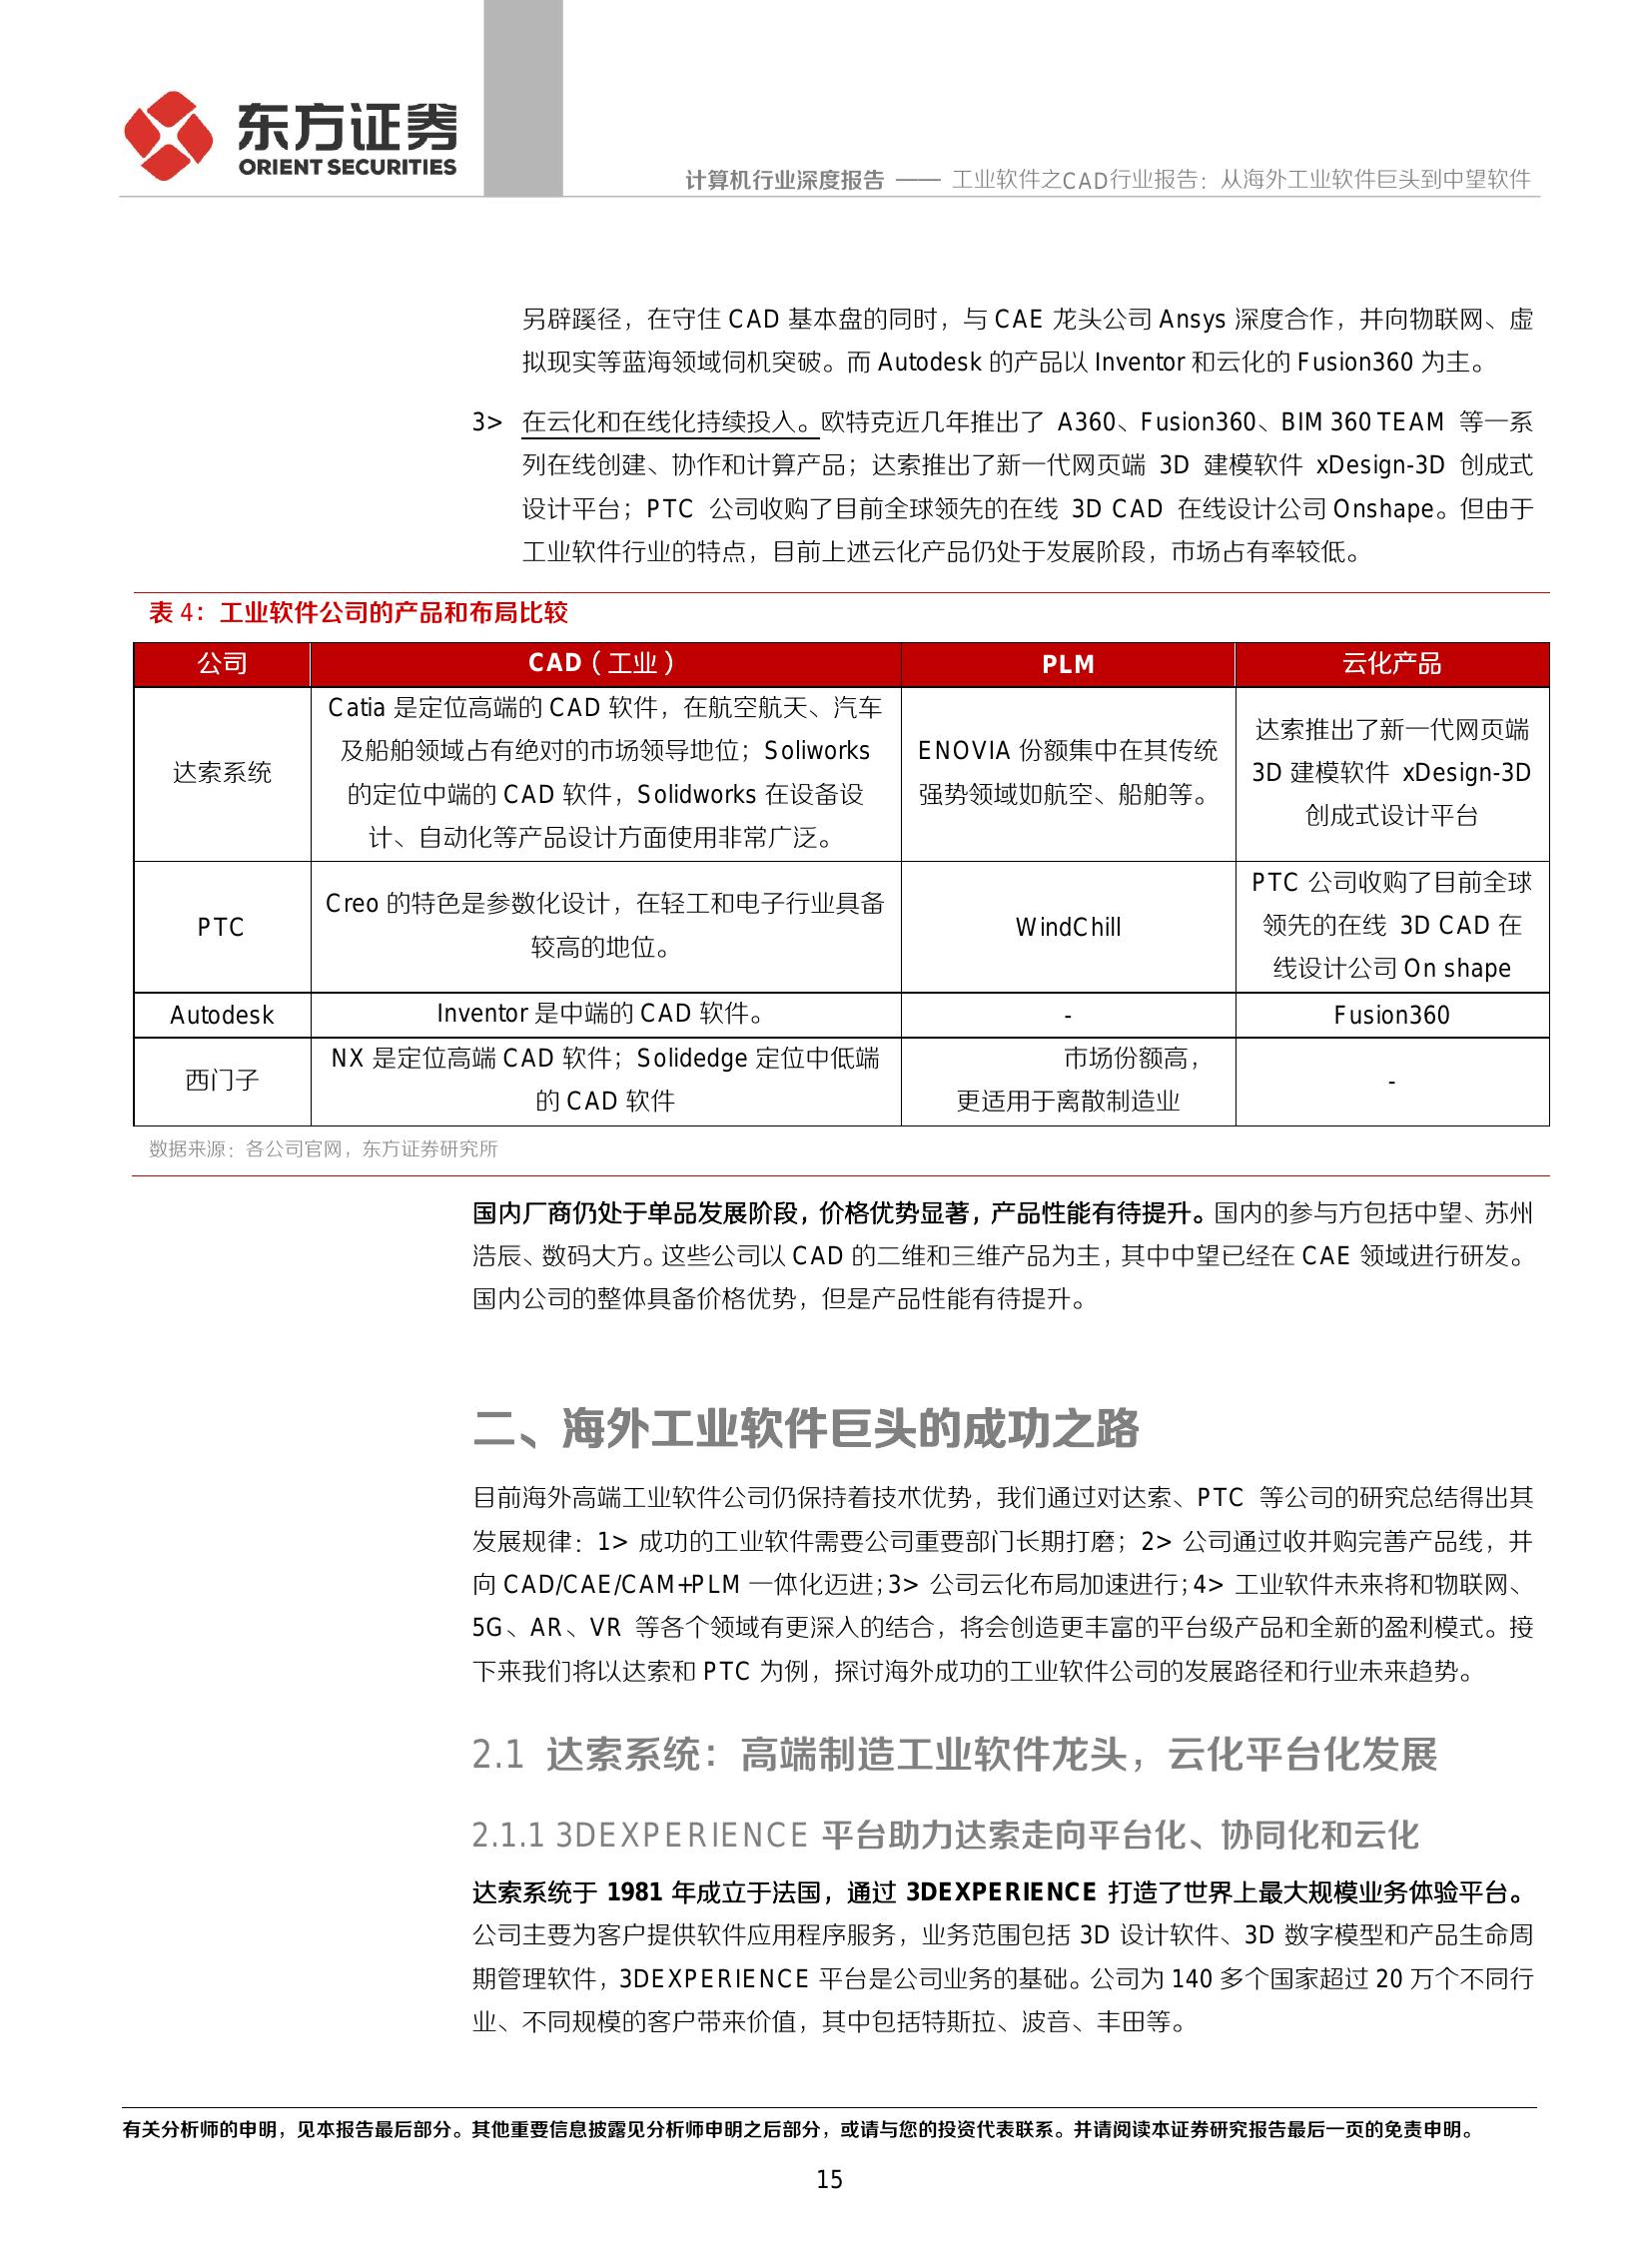 东方证券
ORIENT SECURITIES
计算机行业深度报告 —— 工业软件之CAD行业报告：从海外工业软件巨头到中望软件
另辟蹊径，在守住 CAD 基本盘的同时，与 CAE 龙头公司 Ansys 深度合作，并向物联网、虚
拟现实等蓝海领域伺机突破。而 Autodesk 的产品以 Inventor 和云化的 Fusion360 为主。
3> 在云化和在线化持续投入。欧特克近几年推出了 A360、Fusion360、BIM 360 TEAM 等一系
列在线创建、协作和计算产品；达索推出了新一代网页端 3D 建模软件 xDesign-3D 创成式
设计平台；PTC 公司收购了目前全球领先的在线 3D CAD 在线设计公司 Onshape。但由于
工业软件行业的特点，目前上述云化产品仍处于发展阶段，市场占有率较低。
表 4：工业软件公司的产品和布局比较
公司 CAD（工业） PLM 云化产品
达索系统
Catia 是定位高端的 CAD 软件，在航空航天、汽车
及船舶领域占有绝对的市场领导地位；Soliworks
的定位中端的 CAD 软件，Solidworks 在设备设
计、自动化等产品设计方面使用非常广泛。
ENOVIA 份额集中在其传统
强势领域如航空、船舶等。
达索推出了新一代网页端
3D 建模软件 xDesign-3D
创成式设计平台
PTC
Creo 的特色是参数化设计，在轻工和电子行业具备
较高的地位。
WindChill
PTC 公司收购了目前全球
领先的在线 3D CAD 在
线设计公司 On shape
Autodesk Inventor 是中端的 CAD 软件。 - Fusion360
西门子
NX 是定位高端 CAD 软件；Solidedge 定位中低端
的 CAD 软件
市场份额高，
更适用于离散制造业
-
数据来源：各公司官网，东方证券研究所
国内厂商仍处于单品发展阶段，价格优势显著，产品性能有待提升。国内的参与方包括中望、苏州
浩辰、数码大方。这些公司以 CAD 的二维和三维产品为主，其中中望已经在 CAE 领域进行研发。
国内公司的整体具备价格优势，但是产品性能有待提升。
二、海外工业软件巨头的成功之路
目前海外高端工业软件公司仍保持着技术优势，我们通过对达索、PTC 等公司的研究总结得出其
发展规律：1> 成功的工业软件需要公司重要部门长期打磨；2> 公司通过收并购完善产品线，并
向 CAD/CAE/CAM+PLM 一体化迈进；3> 公司云化布局加速进行；4> 工业软件未来将和物联网、
5G、AR、VR 等各个领域有更深入的结合，将会创造更丰富的平台级产品和全新的盈利模式。接
下来我们将以达索和 PTC 为例，探讨海外成功的工业软件公司的发展路径和行业未来趋势。
2.1 达索系统：高端制造工业软件龙头，云化平台化发展
2.1.1 3DEXPERIENCE 平台助力达索走向平台化、协同化和云化
达索系统于 1981 年成立于法国，通过 3DEXPERIENCE 打造了世界上最大规模业务体验平台。
公司主要为客户提供软件应用程序服务，业务范围包括 3D 设计软件、3D 数字模型和产品生命周
期管理软件，3DEXPERIENCE 平台是公司业务的基础。公司为 140 多个国家超过 20 万个不同行
业、不同规模的客户带来价值，其中包括特斯拉、波音、丰田等。
有关分析师的申明，见本报告最后部分。其他重要信息披露见分析师申明之后部分，或请与您的投资代表联系。并请阅读本证券研究报告最后一页的免责申明。
15